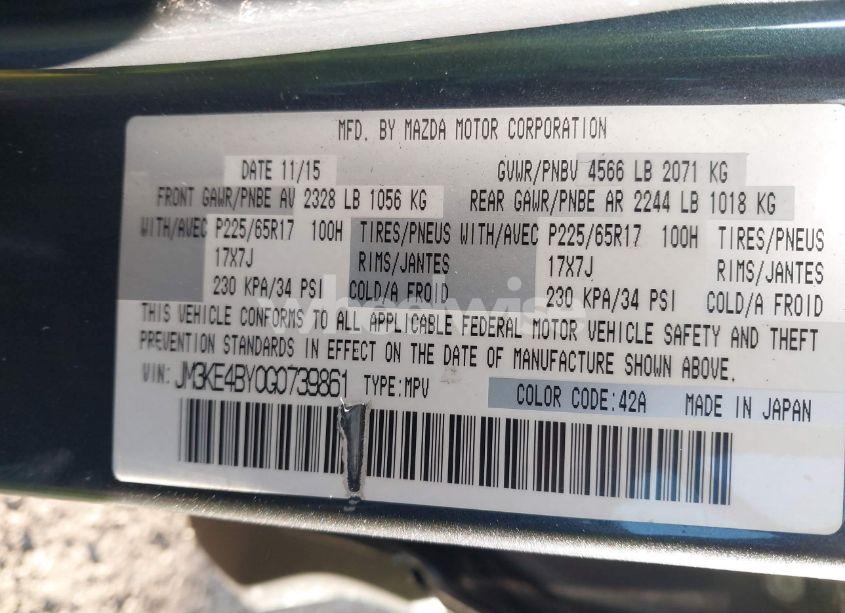 MFD. BY MAZDA MOTOR CORPORATION
DATE 11/15 GVWR/PNBV 4566 LB 2071 KG
FRONT GAWR/PNBE AV 2328 LB 1056 KG REAR GAWR/PNBE AR 2244 LB 1018 KG
WITH/AVEC P225/65R17 100H TIRES/PNEUS WITH/AVEC P225/65R17 100H TIRES/PNEUS
17X7J RIMS/JANTES 17X7J RIMS/JANTES
230 KPA/34 PSI COLD/A FROID 230 KPA/34 PSI COLD/A FROID
THIS VEHICLE CONFORMS TO ALL APPLICABLE FEDERAL MOTOR VEHICLE SAFETY AND THEFT
PREVENTION STANDARDS IN EFFECT ON THE DATE OF MANUFACTURE SHOWN ABOVE.
VIN: JM3KE4BY0G0739861 TYPE:MPV COLOR CODE:42A MADE IN JAPAN